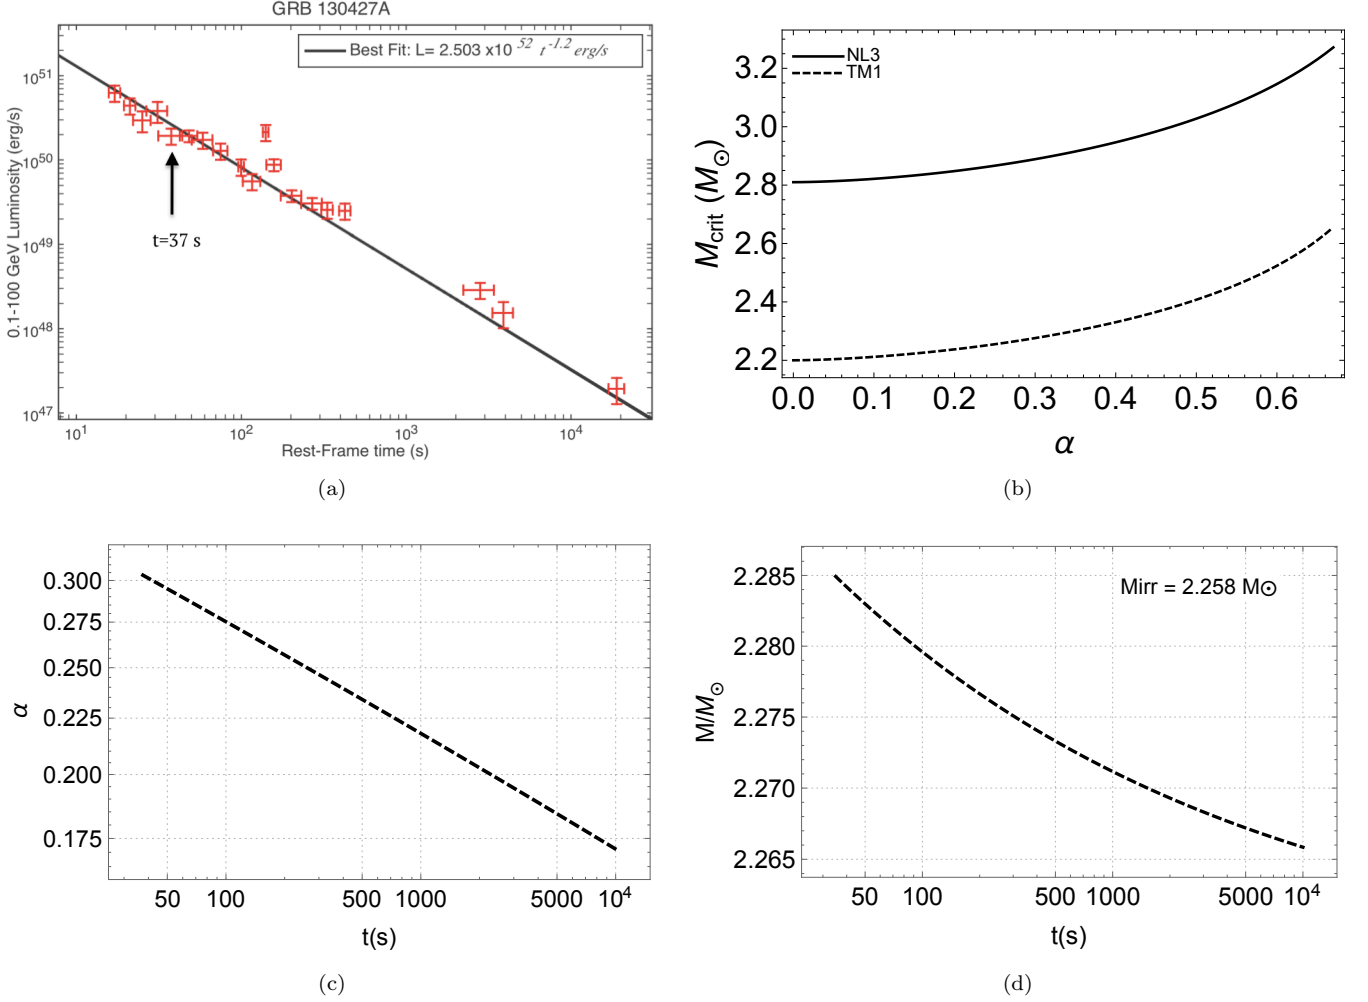 GRB 130427A
Best Fit: L= 2.503 x10 52 t -1.2 erg/s
0.1-100 GeV Luminosity (erg/s)
10^51
10^50
10^49
10^48
10^47
t=37 s
10^1 10^2 10^3 10^4
Rest-Frame time (s)
(a)
NL3
TM1
M_crit (M_⊙)
3.2
3.0
2.8
2.6
2.4
2.2
0.0 0.1 0.2 0.3 0.4 0.5 0.6
α
(b)
α
0.300
0.275
0.250
0.225
0.200
0.175
50 100 500 1000 5000 10^4
t(s)
(c)
Mirr = 2.258 M⊙
M/M_⊙
2.285
2.280
2.275
2.270
2.265
50 100 500 1000 5000 10^4
t(s)
(d)